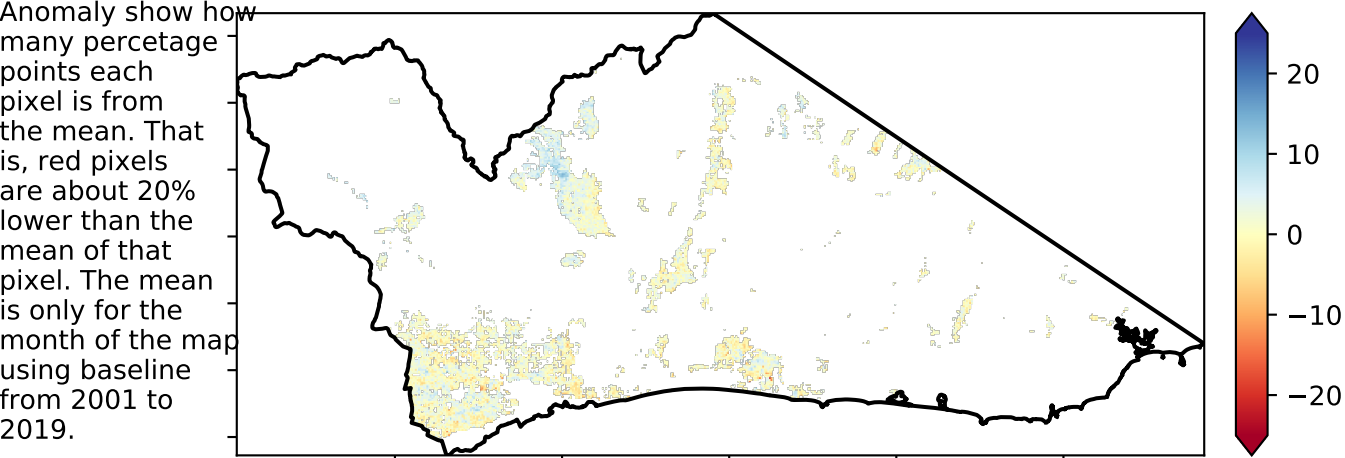 Anomaly show how
many percetage
points each
pixel is from
the mean. That
is, red pixels
are about 20%
lower than the
mean of that
pixel. The mean
is only for the
month of the map
using baseline
from 2001 to
2019.
20
10
0
−10
−20